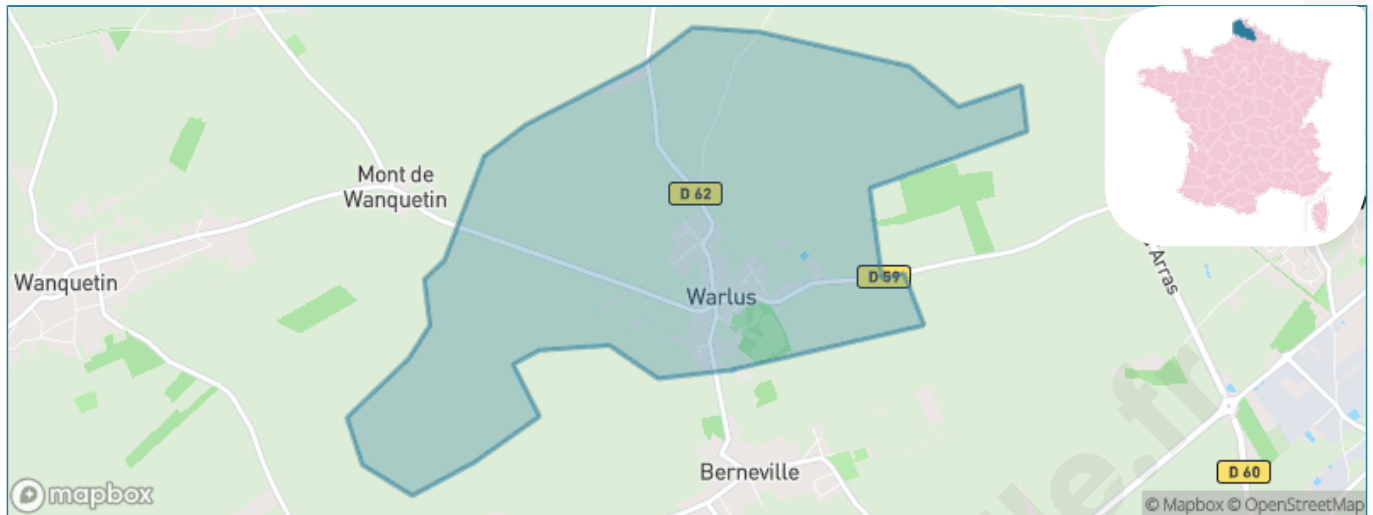 Mont de
Wanquetin
D 62
Wanquetin
D 59
Arras
Warlus
Berneville
D 60
mapbox
© Mapbox © OpenStreetMap